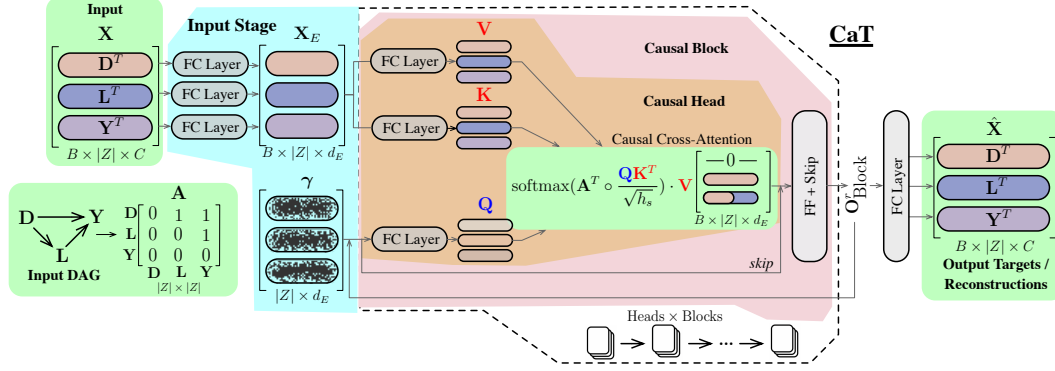 Input
X
D^T
L^T
Y^T
B × |Z| × C
Input Stage
FC Layer
FC Layer
FC Layer
X_E
B × |Z| × d_E
γ
|Z| × d_E
D Y
L
Input DAG
A
D 0 1 1
L 0 0 1
Y 0 0 0
D L Y
|Z| × |Z|
FC Layer
FC Layer
FC Layer
V
K
Q
Causal Block
Causal Head
Causal Cross-Attention
softmax(A^T ∘ QK^T / √h_s) · V
— 0 —
B × |Z| × d_E
skip
FF + Skip
CaT
O^r_Block
FC Layer
X̂
D^T
L^T
Y^T
B × |Z| × C
Output Targets /
Reconstructions
Heads × Blocks
...